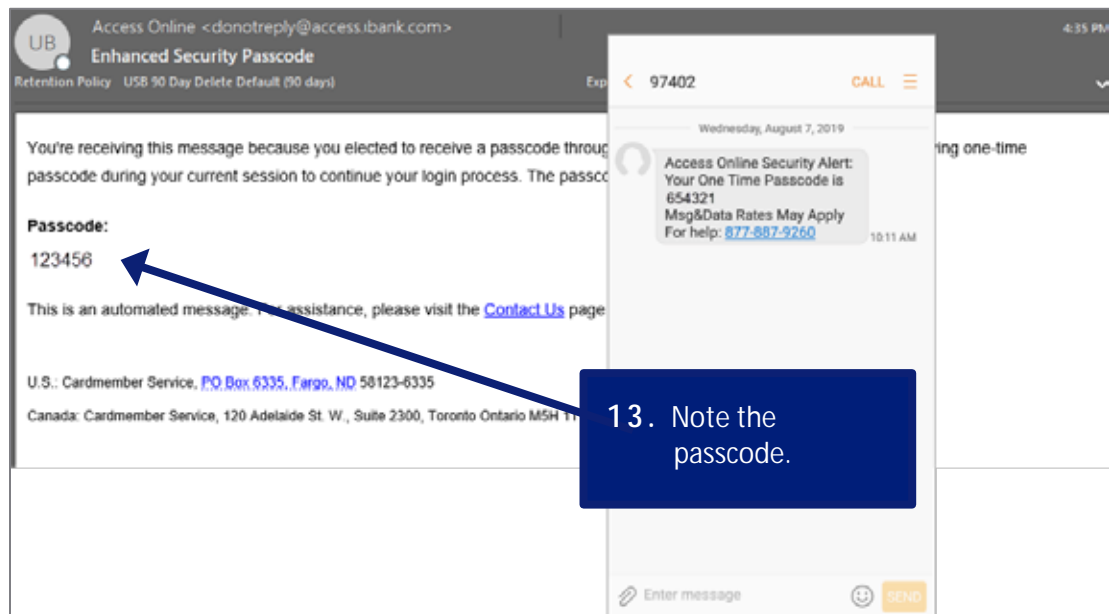 UB
Access Online <donotreply@access.ibank.com>
4:35 PM
Enhanced Security Passcode
Retention Policy USB 90 Day Delete Default (90 days)
Exp
You're receiving this message because you elected to receive a passcode throug
ing one-time
passcode during your current session to continue your login process. The passco
Passcode:
123456
This is an automated message. For assistance, please visit the Contact Us page
U.S.: Cardmember Service, PO Box 6335, Fargo, ND 58123-6335
Canada: Cardmember Service, 120 Adelaide St. W., Suite 2300, Toronto Ontario M5H
97402
CALL
Wednesday, August 7, 2019
Access Online Security Alert:
Your One Time Passcode is
654321
Msg&Data Rates May Apply
For help: 877-887-9260
10:11 AM
13. Note the
passcode.
Enter message
SEND